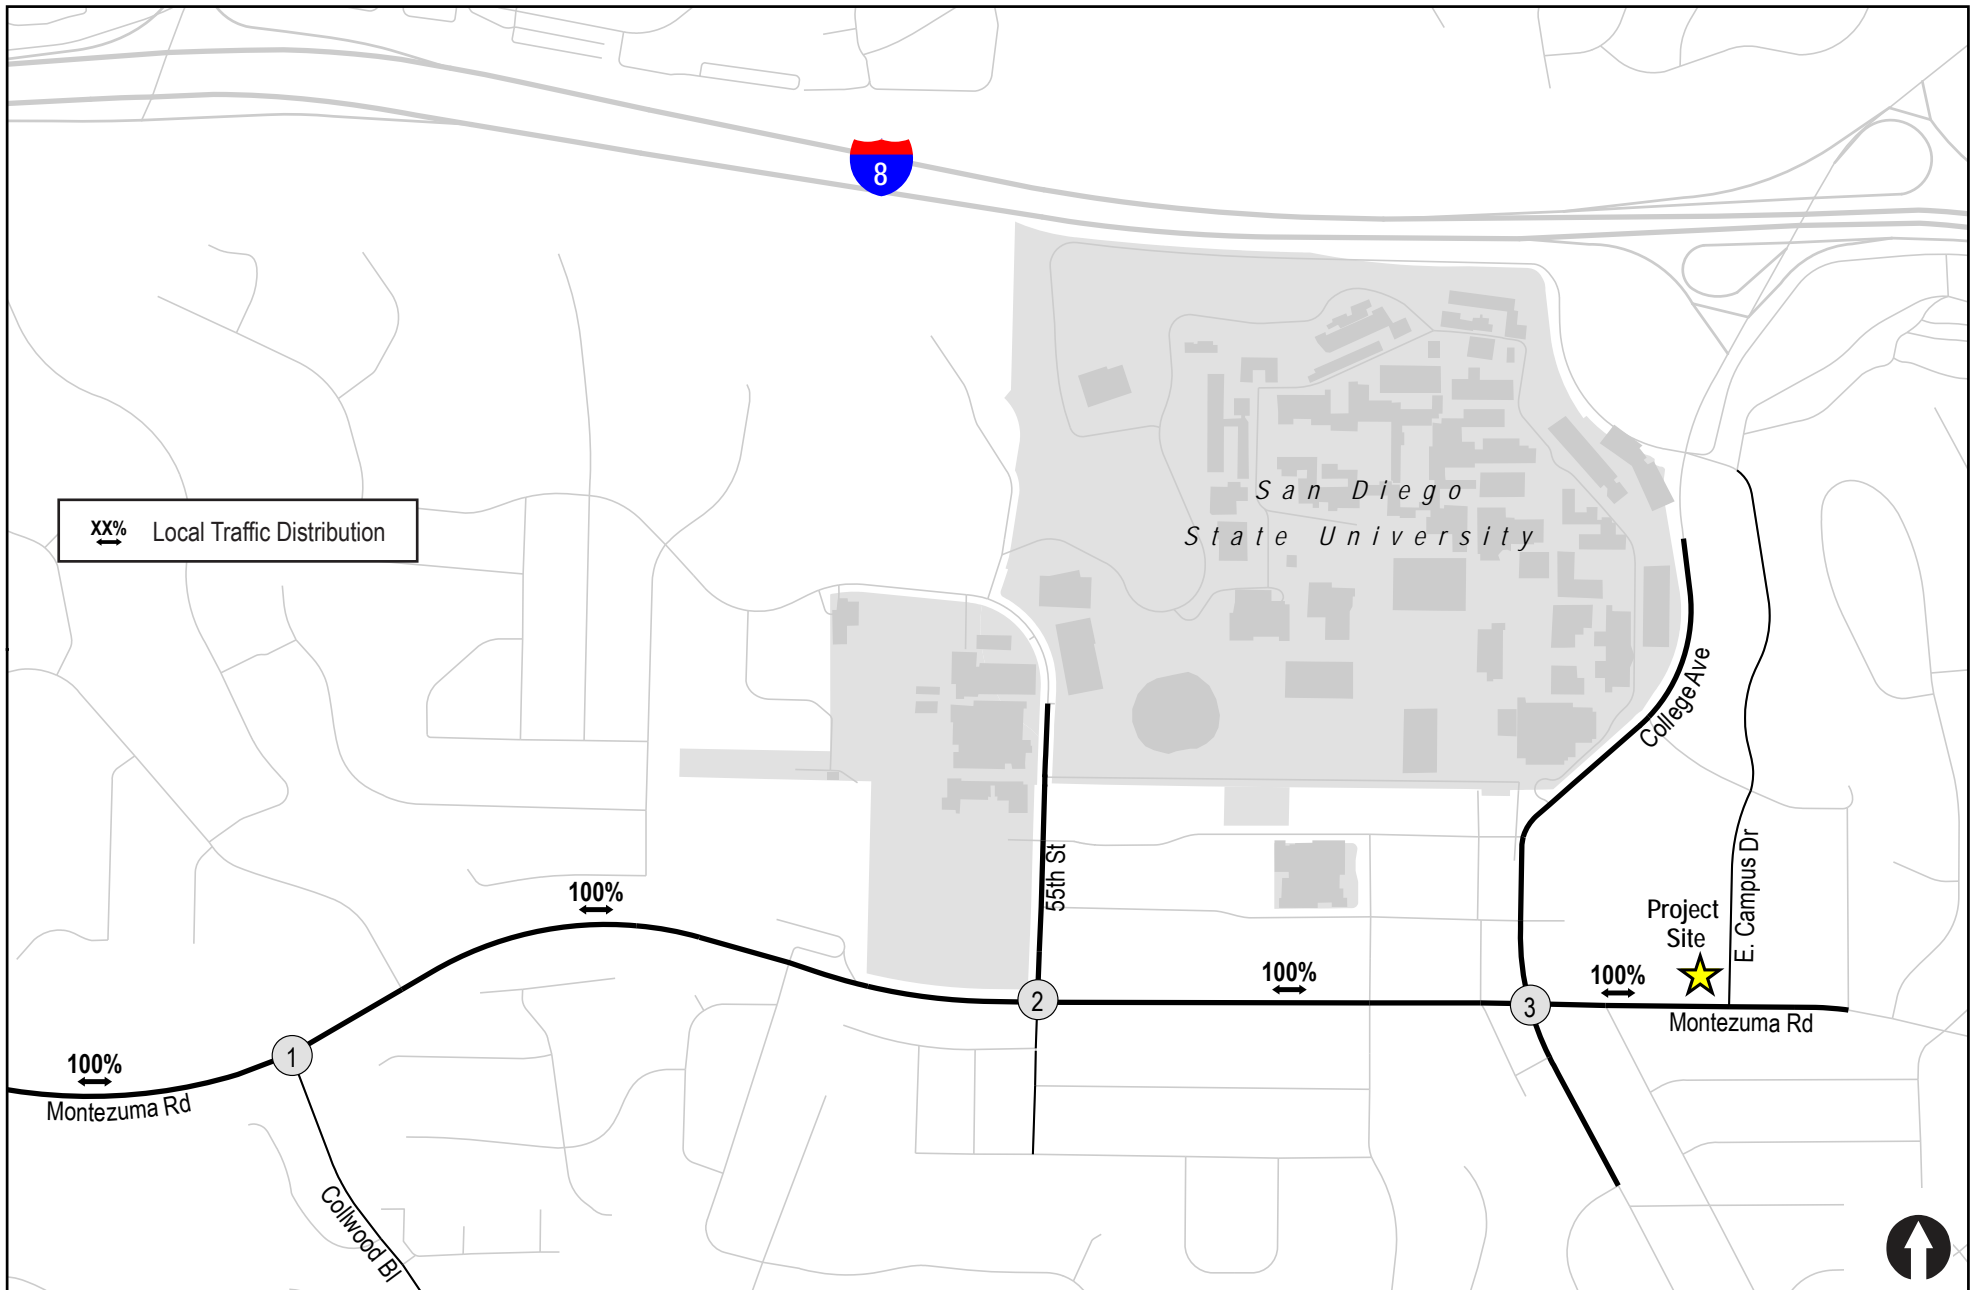 8
San Diego
State University
XX% Local Traffic Distribution
College Ave
55th St
E. Campus Dr
Project
Site
100%
100%
100%
100%
1
2
3
Montezuma Rd
Montezuma Rd
Collwood Bl